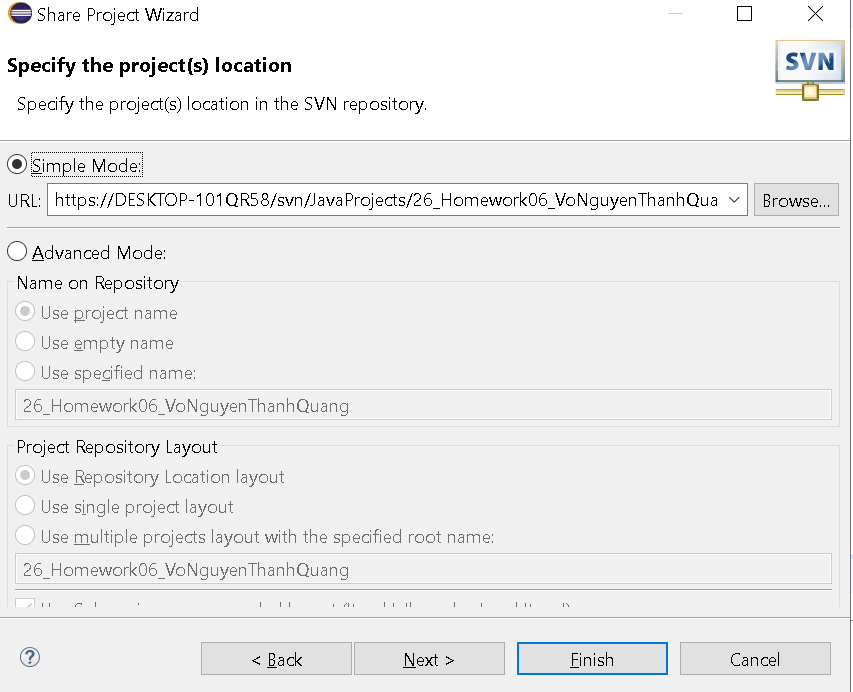 Share Project Wizard
Specify the project(s) location
Specify the project(s) location in the SVN repository.
SVN
Simple Mode:
URL: https://DESKTOP-101QR58/svn/JavaProjects/26_Homework06_VoNguyenThanhQua Browse...
Advanced Mode:
Name on Repository
Use project name
Use empty name
Use specified name:
26_Homework06_VoNguyenThanhQuang
Project Repository Layout
Use Repository Location layout
Use single project layout
Use multiple projects layout with the specified root name:
26_Homework06_VoNguyenThanhQuang
< Back Next > Finish Cancel